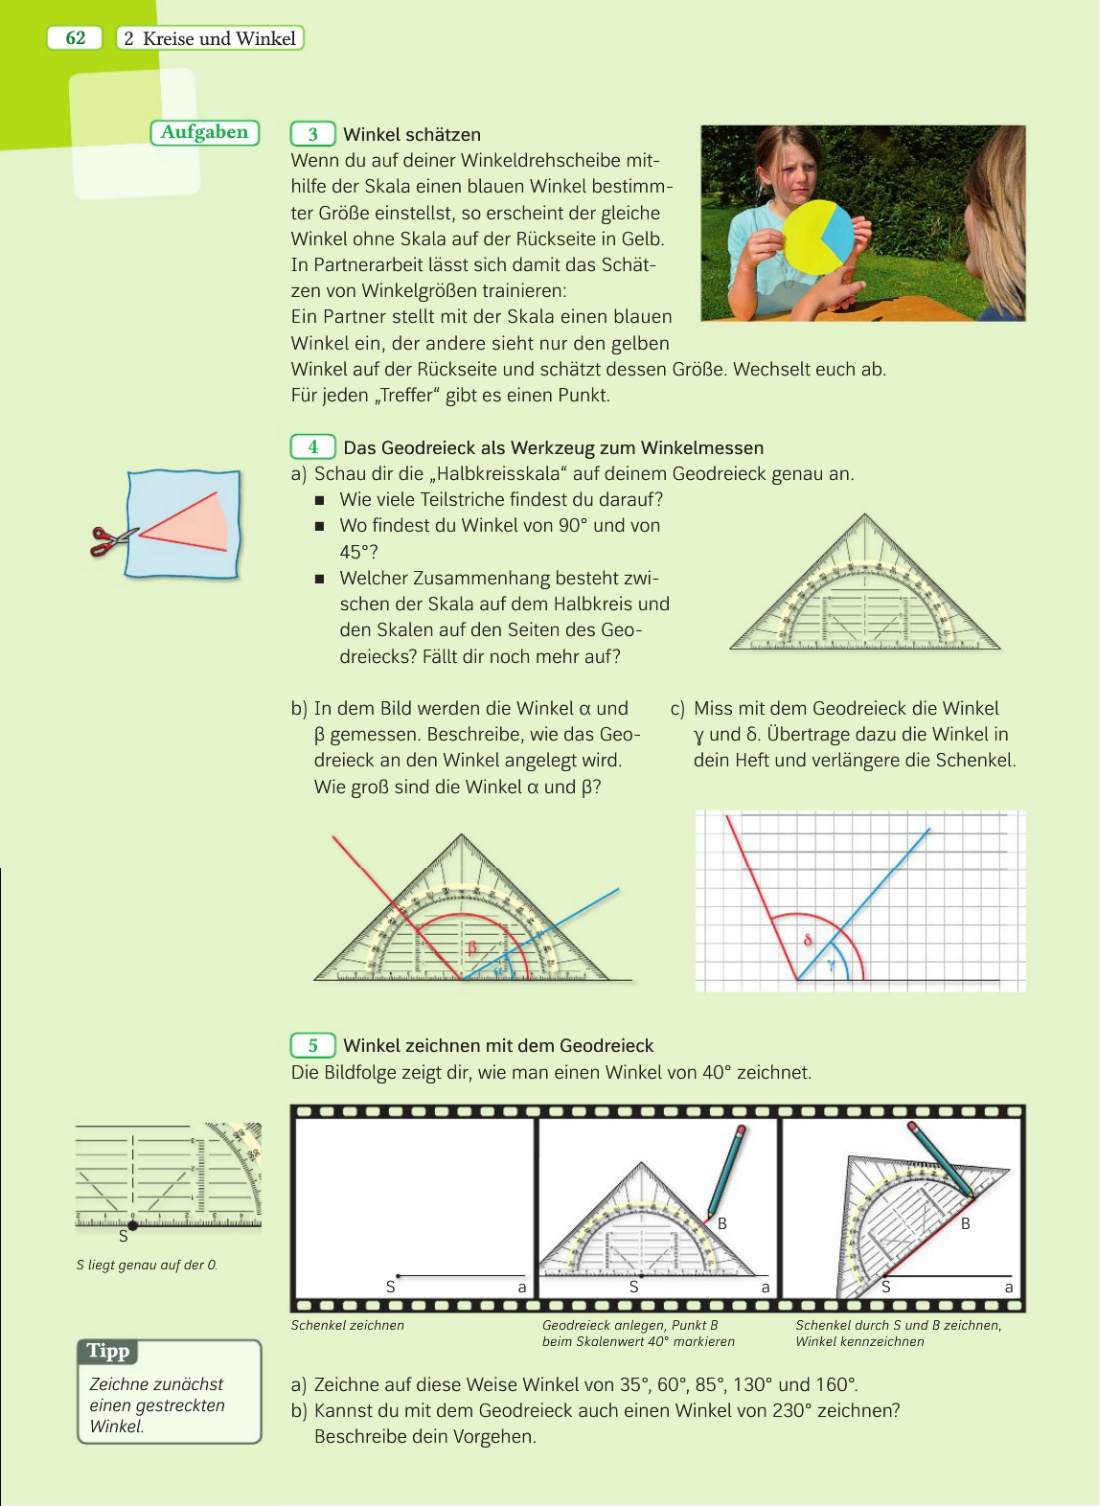 62
2 Kreise und Winkel
Aufgaben
3 Winkel schätzen
Wenn du auf deiner Winkeldrehscheibe mit-
hilfe der Skala einen blauen Winkel bestimm-
ter Größe einstellst, so erscheint der gleiche
Winkel ohne Skala auf der Rückseite in Gelb.
In Partnerarbeit lässt sich damit das Schät-
zen von Winkelgrößen trainieren:
Ein Partner stellt mit der Skala einen blauen
Winkel ein, der andere sieht nur den gelben
Winkel auf der Rückseite und schätzt dessen Größe. Wechselt euch ab.
Für jeden „Treffer“ gibt es einen Punkt.
4 Das Geodreieck als Werkzeug zum Winkelmessen
a) Schau dir die „Halbkreisskala“ auf deinem Geodreieck genau an.
■ Wie viele Teilstriche findest du darauf?
■ Wo findest du Winkel von 90° und von
45°?
■ Welcher Zusammenhang besteht zwi-
schen der Skala auf dem Halbkreis und
den Skalen auf den Seiten des Geo-
dreiecks? Fällt dir noch mehr auf?
b) In dem Bild werden die Winkel α und
β gemessen. Beschreibe, wie das Geo-
dreieck an den Winkel angelegt wird.
Wie groß sind die Winkel α und β?
c) Miss mit dem Geodreieck die Winkel
γ und δ. Übertrage dazu die Winkel in
dein Heft und verlängere die Schenkel.
β
α
δ
γ
5 Winkel zeichnen mit dem Geodreieck
Die Bildfolge zeigt dir, wie man einen Winkel von 40° zeichnet.
S
S liegt genau auf der 0.
S a
B
S a
B
S a
Schenkel zeichnen
Geodreieck anlegen, Punkt B
beim Skalenwert 40° markieren
Schenkel durch S und B zeichnen,
Winkel kennzeichnen
Tipp
Zeichne zunächst
einen gestreckten
Winkel.
a) Zeichne auf diese Weise Winkel von 35°, 60°, 85°, 130° und 160°.
b) Kannst du mit dem Geodreieck auch einen Winkel von 230° zeichnen?
Beschreibe dein Vorgehen.